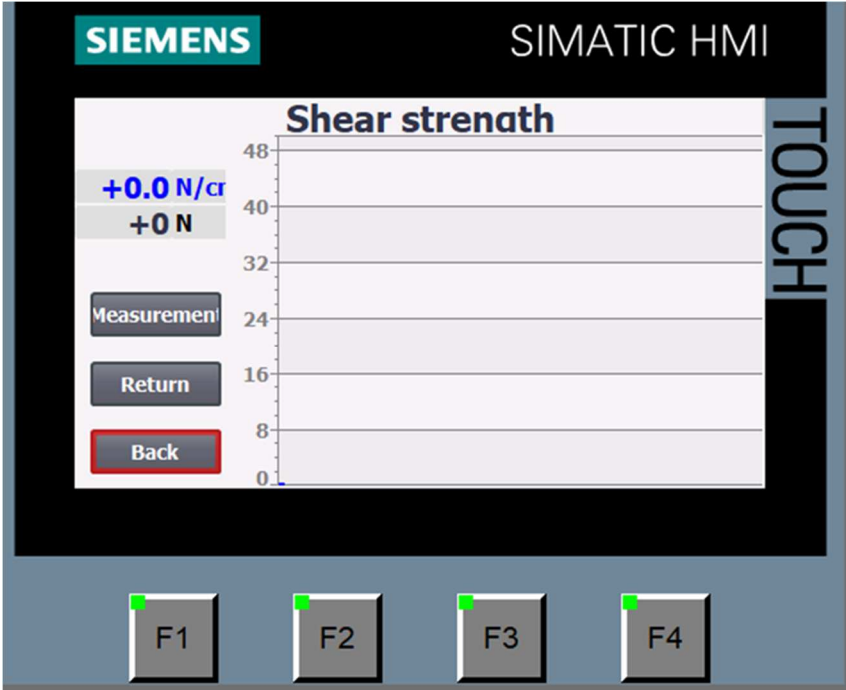 SIEMENS
SIMATIC HMI
TOUCH
Shear strength
48
+0.0 N/cr
40
+0 N
32
Measurement
24
16
Return
8
Back
0
F1
F2
F3
F4